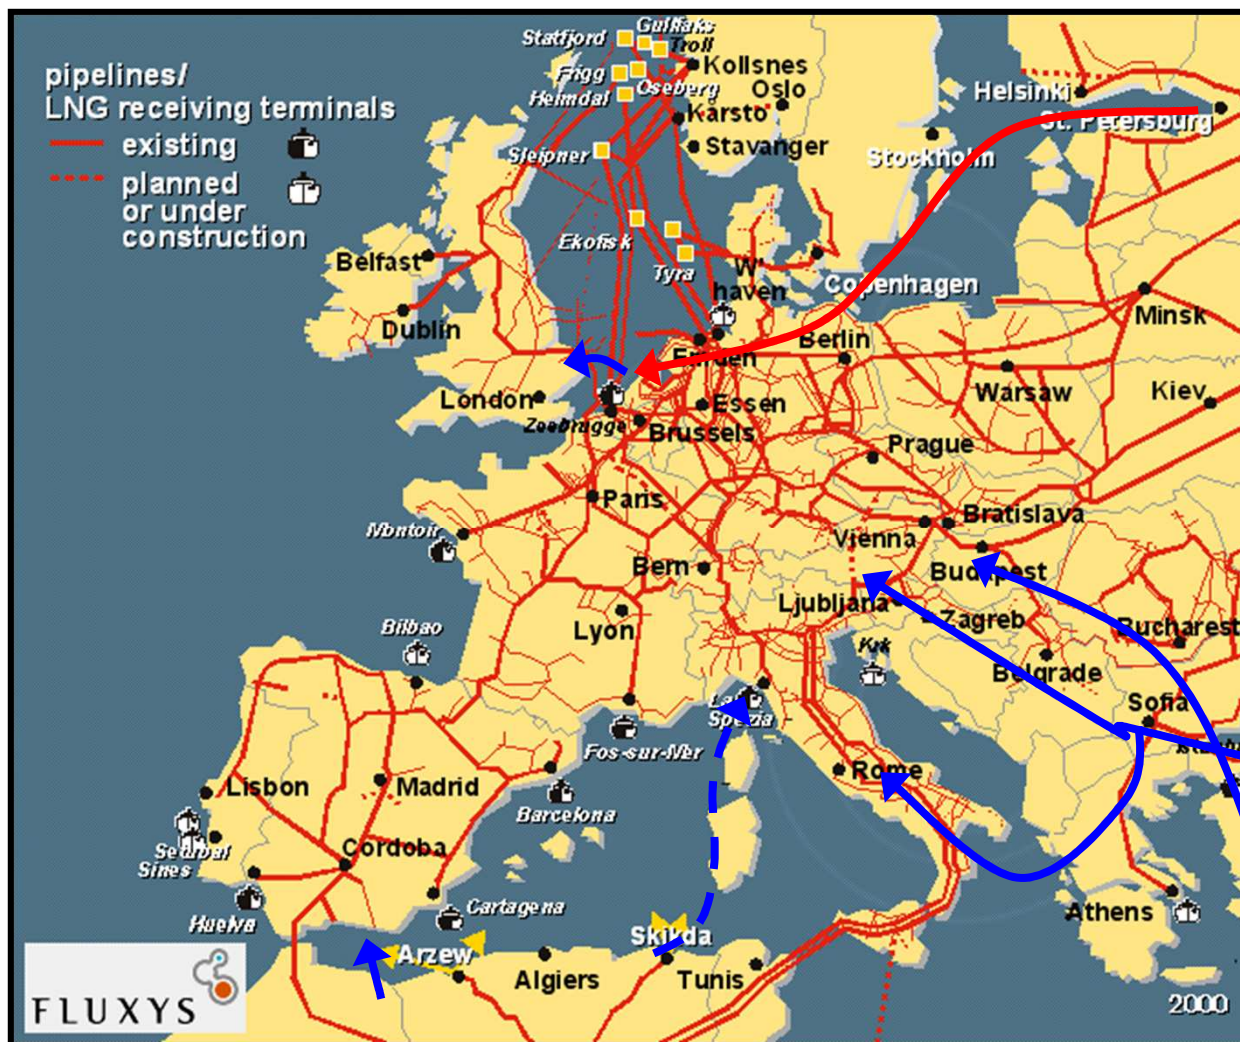 pipelines/
LNG receiving terminals
existing
planned
or under
construction
Statfjord
Gullfaks
Troll
Frigg
Oseberg
Heimdal
Kollsnes
Oslo
Kårsto
Stavanger
Sleipner
Helsinki
St. Petersburg
Stockholm
Ekofisk
Tyra
W'
haven
Copenhagen
Belfast
Dublin
Minsk
Emden
Berlin
Warsaw
Kiev
London
Zeebrugge
Essen
Brussels
Prague
Paris
Bratislava
Vienna
Montoir
Bern
Budapest
Ljubljana
Zagreb
Bucharest
Lyon
Bilbao
Krk
Belgrade
La
Spezia
Sofia
Fos-sur-Mer
Rome
Lisbon
Madrid
Barcelona
Setubal
Sines
Cordoba
Huelva
Cartagena
Athens
Arzew
Skikda
Algiers
Tunis
FLUXYS
2000